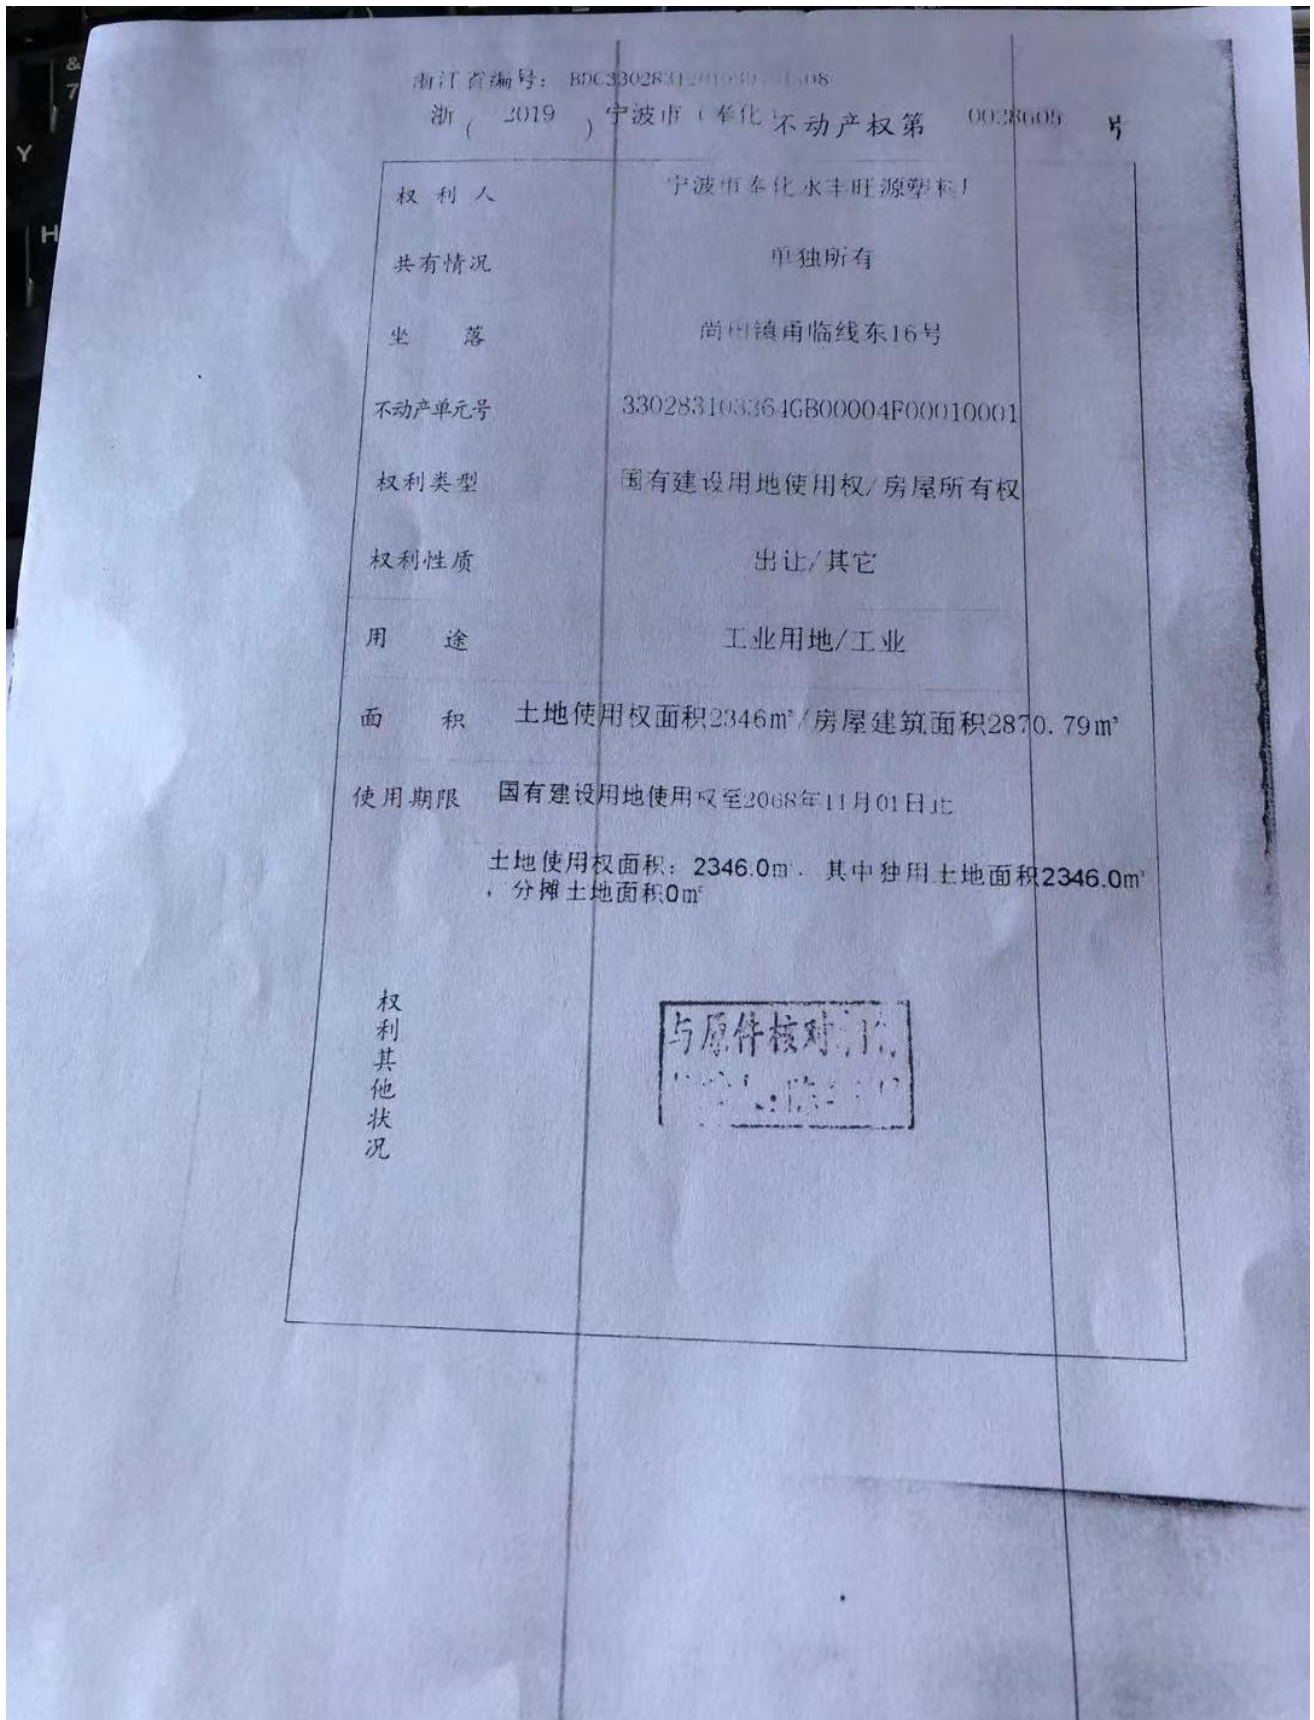 浙江省编号：
浙（ 2019 ）宁波市（奉化）不动产权第 0028605 号
权利人 宁波市奉化永丰旺源塑料厂
共有情况 单独所有
坐落 尚田镇甬临线东16号
不动产单元号 330283103364GB00004F00010001
权利类型 国有建设用地使用权/房屋所有权
权利性质 出让/其它
用途 工业用地/工业
面积 土地使用权面积2346㎡/房屋建筑面积2870.79㎡
使用期限 国有建设用地使用权至2068年11月01日止
土地使用权面积：2346.0㎡，其中独用土地面积2346.0㎡
，分摊土地面积0㎡
权利其他状况
与原件核对
&
7
Y
H